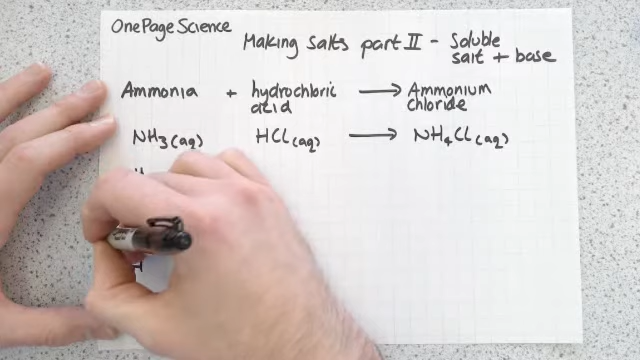 OnePageScience
Making Salts part II - Soluble
salt + base
Ammonia + hydrochloric → Ammonium
acid chloride
NH₃(aq) HCl(aq) → NH₄Cl(aq)